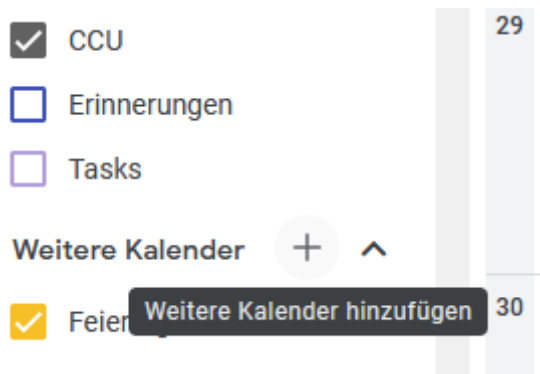 CCU
29
Erinnerungen
Tasks
Weitere Kalender
Weitere Kalender hinzufügen
30